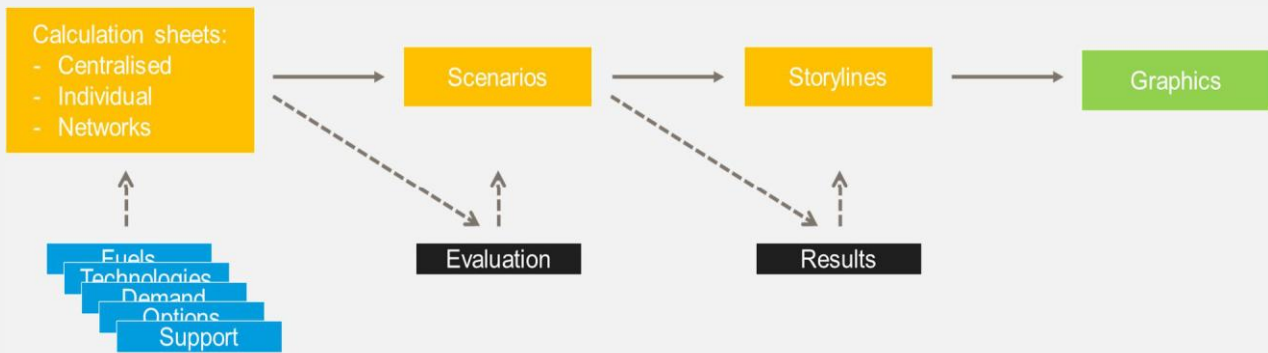 Calculation sheets:
- Centralised
- Individual
- Networks
Scenarios
Storylines
Graphics
Fuels
Technologies
Demand
Options
Support
Evaluation
Results